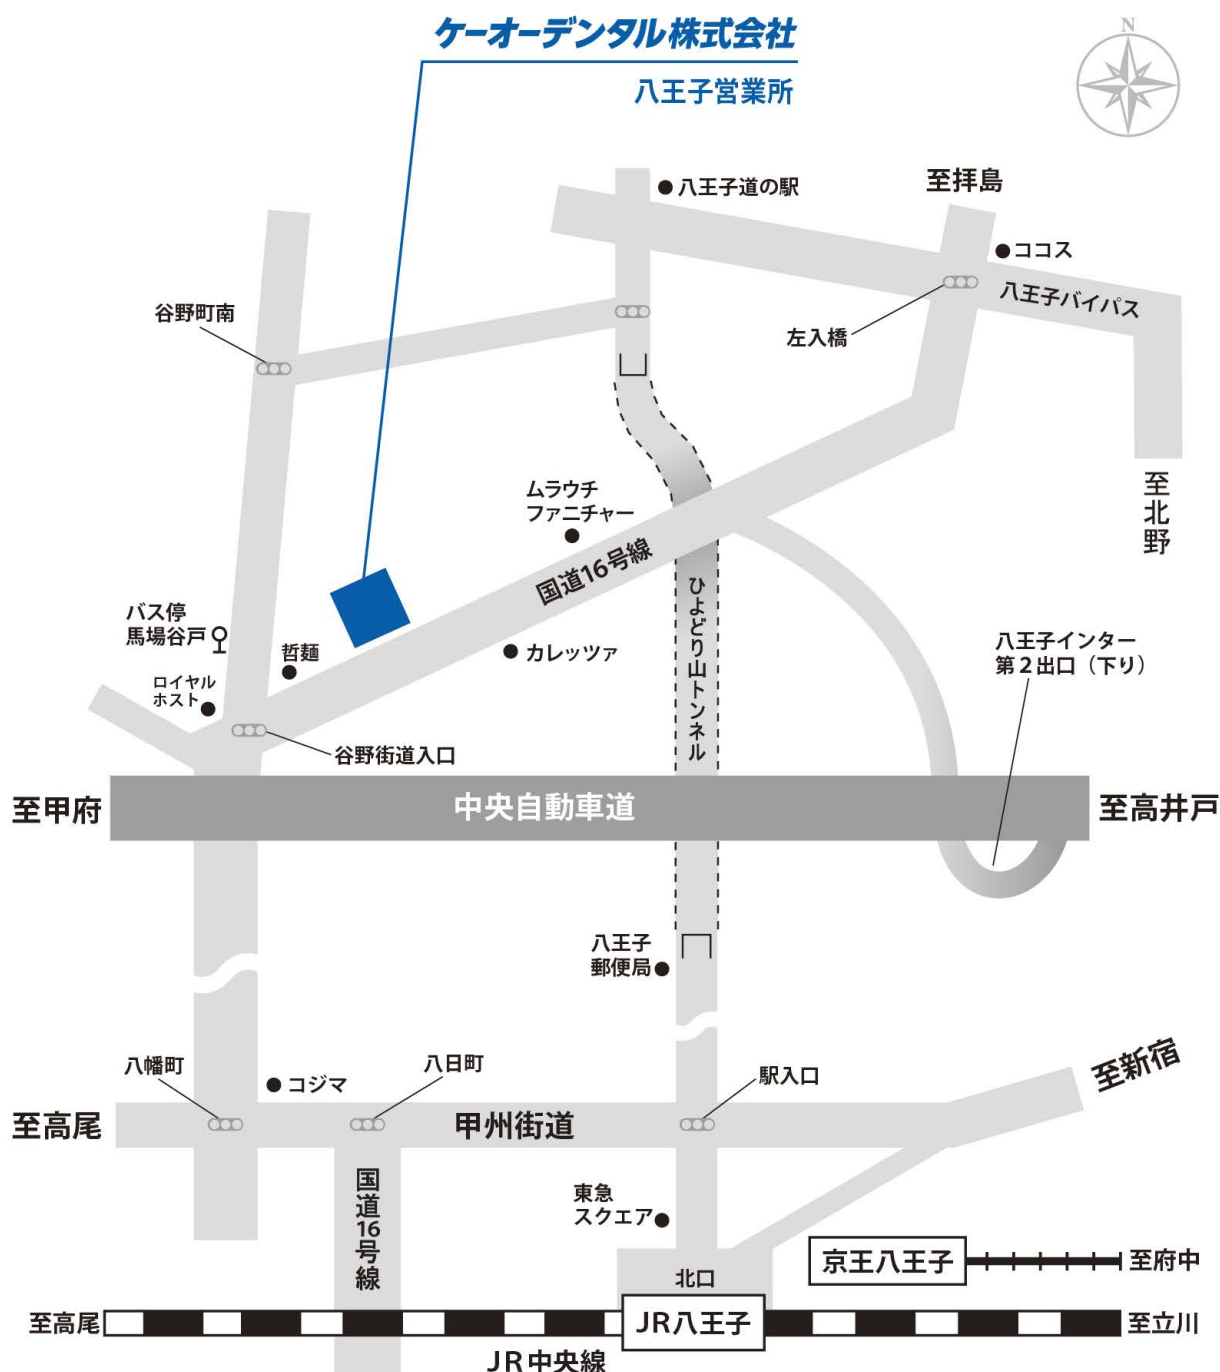 ケーオーデンタル株式会社
八王子営業所
N
八王子道の駅
至拝島
ココス
八王子バイパス
谷野町南
左入橋
至北野
ムラウチ
ファニチャー
国道16号線
ひよどり山トンネル
バス停
馬場谷戸
哲麺
カレッツァ
八王子インター
第2出口（下り）
ロイヤル
ホスト
谷野街道入口
至甲府
中央自動車道
至高井戸
八王子
郵便局
八幡町
コジマ
八日町
駅入口
至新宿
至高尾
甲州街道
国道16号線
東急
スクエア
北口
京王八王子
至府中
至高尾
JR八王子
至立川
JR中央線